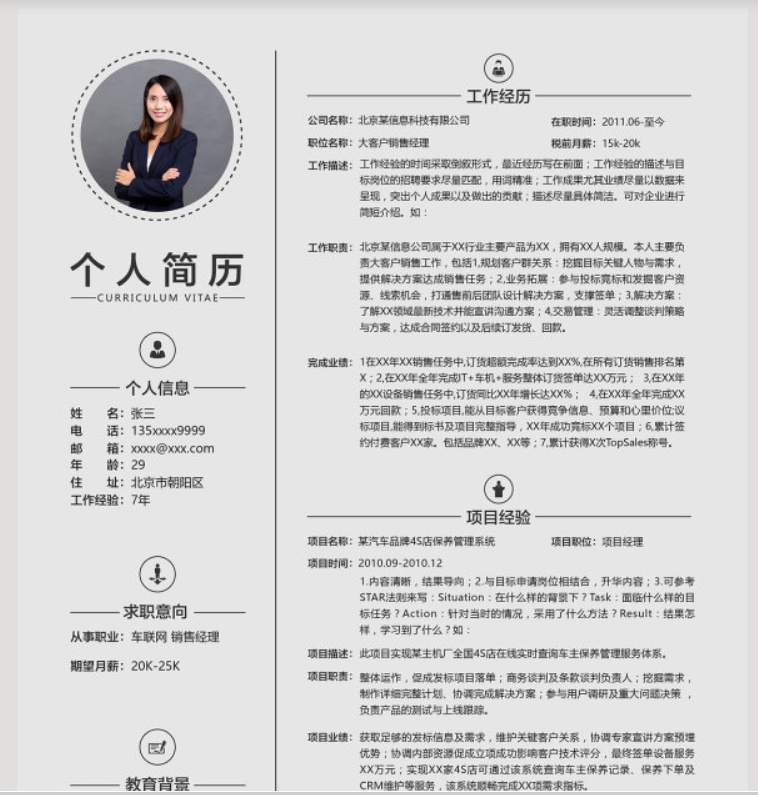 个人简历
CURRICULUM VITAE
个人信息
姓 名：张三
电 话：135xxxx9999
邮 箱：xxxx@xxx.com
年 龄：29
住 址：北京市朝阳区
工作经验：7年
求职意向
从事职业：车联网 销售经理
期望月薪：20K-25K
教育背景
工作经历
公司名称：北京某信息科技有限公司 在职时间：2011.06-至今
职位名称：大客户销售经理 税前月薪：15k-20k
工作描述：工作经验的时间采取倒叙形式，最近经历写在前面；工作经验的描述与目
标岗位的招聘要求尽量匹配，用词精准；工作成果尤其业绩尽量以数据来
呈现，突出个人成果以及做出的贡献；描述尽量具体简洁。可对企业进行
简短介绍。如：
工作职责：北京某信息公司属于XX行业主要产品为XX，拥有XX人规模。本人主要负
责大客户销售工作，包括1,规划客户群关系：挖掘目标关键人物与需求，
提供解决方案达成销售任务；2,业务拓展：参与投标竞标和发掘客户资
源、线索机会，打通售前后团队设计解决方案，支撑签单；3,解决方案：
了解XX领域最新技术并能宣讲沟通方案；4,交易管理：灵活调整谈判策略
与方案，达成合同签约以及后续订发货、回款。
完成业绩：1在XX年XX销售任务中,订货超额完成率达到XX%,在所有订货销售排名第
X；2,在XX年全年完成IT+车机+服务整体订货签单达XX万元； 3,在XX年
的XX设备销售任务中,订货同比XX年增长达XX%； 4,在XX年全年完成XX
万元回款；5,投标项目,能从目标客户获得竞争信息、预算和心里价位;议
标项目,能得到标书及项目完整指导，XX年成功竞标XX个项目；6,累计签
约付费客户XX家。包括品牌XX、XX等；7,累计获得X次TopSales称号。
项目经验
项目名称：某汽车品牌4S店保养管理系统 项目职位：项目经理
项目时间：2010.09-2010.12
1.内容清晰，结果导向；2.与目标申请岗位相结合，升华内容；3.可参考
STAR法则来写：Situation：在什么样的背景下？Task：面临什么样的目
标任务？Action：针对当时的情况，采用了什么方法？Result：结果怎
样，学习到了什么？如：
项目描述：此项目实现某主机厂全国4S店在线实时查询车主保养管理服务体系。
项目职责：整体运作，促成发标项目落单；商务谈判及条款谈判负责人；挖掘需求，
制作详细完整计划、协调完成解决方案；参与用户调研及重大问题决策 ，
负责产品的测试与上线跟踪。
项目业绩：获取足够的发标信息及需求，维护关键客户关系，协调专家宣讲方案预埋
优势；协调内部资源促成立项成功影响客户技术评分，最终签单设备服务
XX万元；实现XX家4S店可通过该系统查询车主保养记录、保养下单及
CRM维护等服务，该系统顺畅完成XX项需求指标。